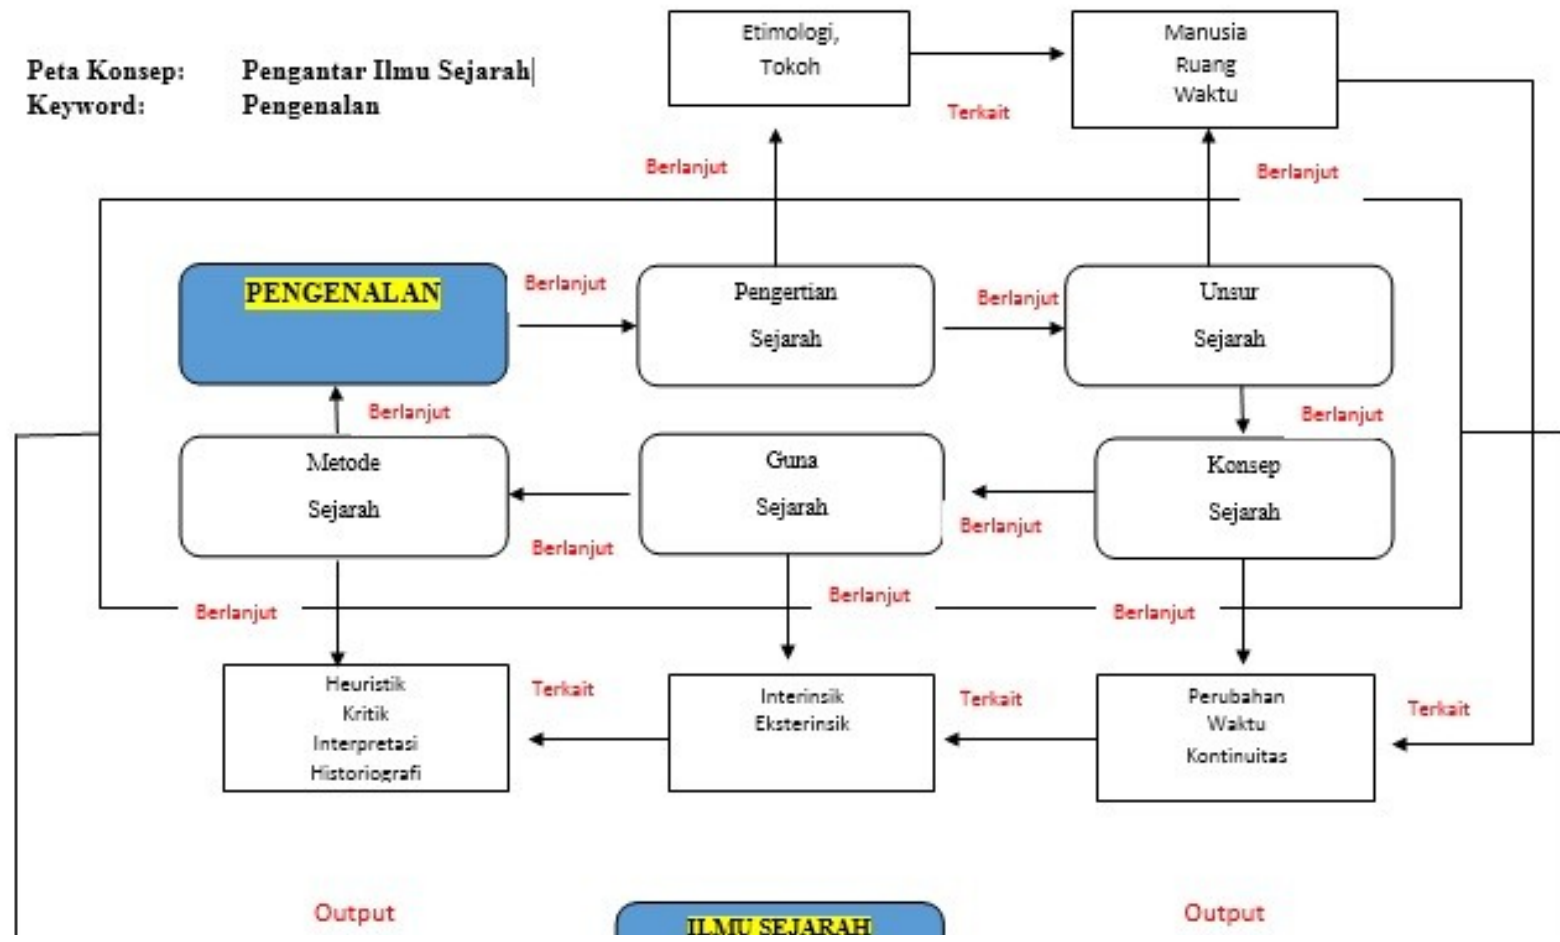 Peta Konsep: Pengantar Ilmu Sejarah
Keyword: Pengenalan
Etimologi,
Tokoh
Terkait
Manusia
Ruang
Waktu
Berlanjut
Berlanjut
PENGENALAN
Berlanjut
Pengertian
Sejarah
Berlanjut
Unsur
Sejarah
Berlanjut
Berlanjut
Metode
Sejarah
Guna
Sejarah
Konsep
Sejarah
Berlanjut
Berlanjut
Berlanjut
Berlanjut
Berlanjut
Heuristik
Kritik
Interpretasi
Historiografi
Terkait
Interinsik
Eksterinsik
Terkait
Perubahan
Waktu
Kontinuitas
Terkait
Output
ILMU SEJARAH
Output